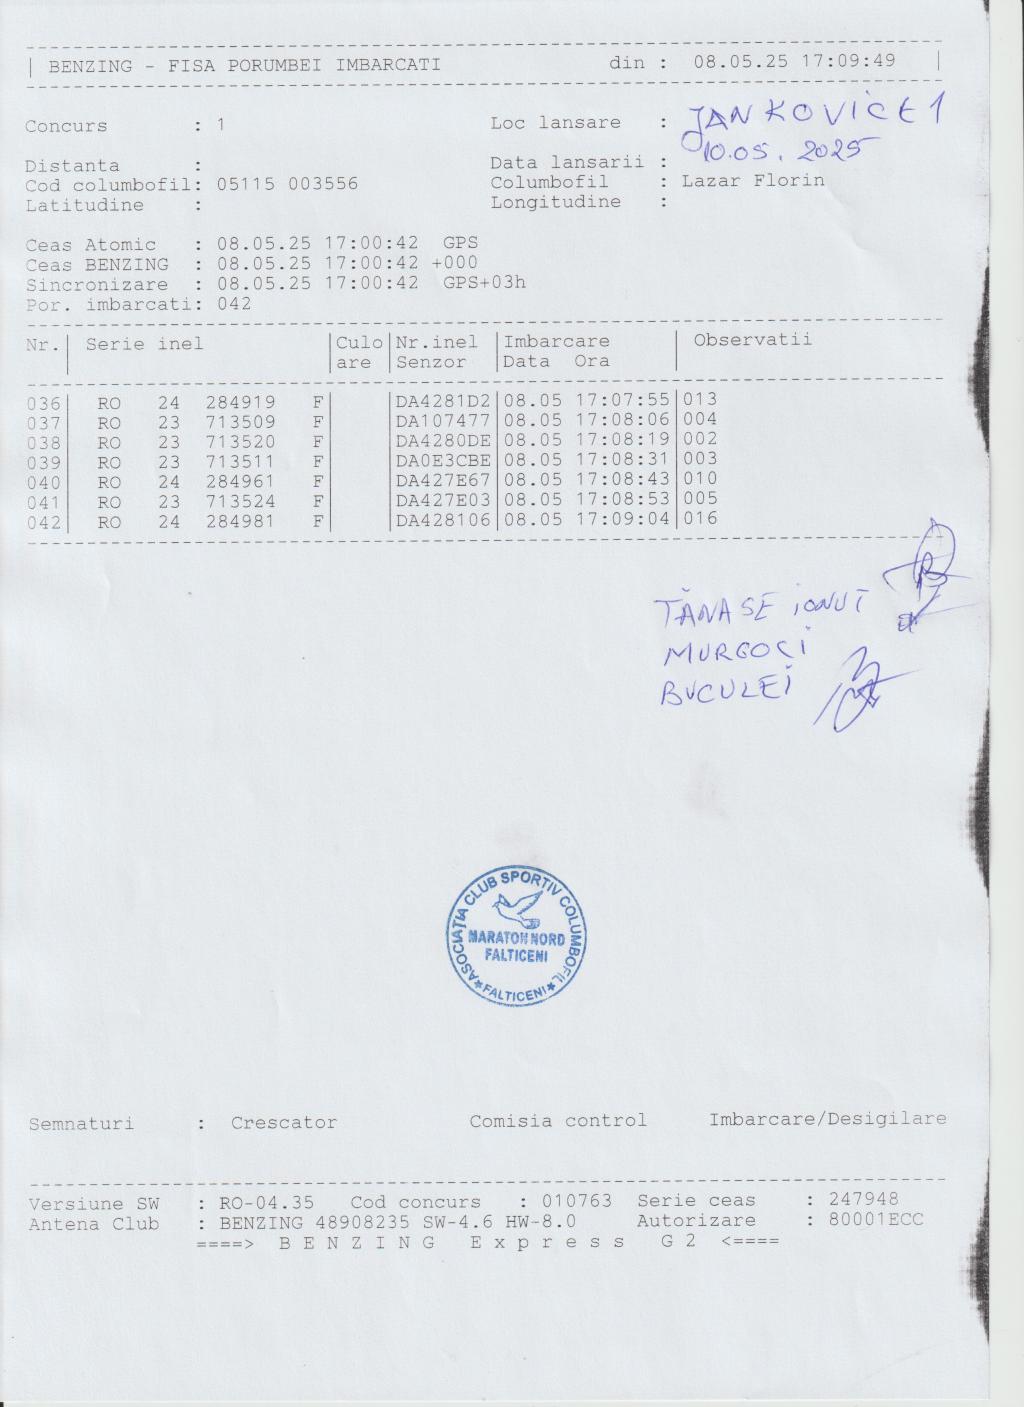 | BENZING - FISA PORUMBEI IMBARCATI din : 08.05.25 17:09:49 |
Concurs : 1 Loc lansare : JANKOVICE 1
Distanta : Data lansarii : 10.05.2025
Cod columbofil: 05115 003556 Columbofil : Lazar Florin
Latitudine : Longitudine :
Ceas Atomic : 08.05.25 17:00:42 GPS
Ceas BENZING : 08.05.25 17:00:42 +000
Sincronizare : 08.05.25 17:00:42 GPS+03h
Por. imbarcati: 042
Nr.| Serie inel |Culo|Nr.inel |Imbarcare | Observatii
| |are |Senzor |Data Ora |
036| RO 24 284919 F| |DA4281D2|08.05 17:07:55|013
037| RO 23 713509 F| |DA107477|08.05 17:08:06|004
038| RO 23 713520 F| |DA4280DE|08.05 17:08:19|002
039| RO 23 713511 F| |DA0E3CBE|08.05 17:08:31|003
040| RO 24 284961 F| |DA427E67|08.05 17:08:43|010
041| RO 23 713524 F| |DA427E03|08.05 17:08:53|005
042| RO 24 284981 F| |DA428106|08.05 17:09:04|016
TĂNASE IONUT
MURGOCI
BUCULEI
ASOCIAŢIA CLUB SPORTIV COLUMBOFIL
MARATON NORD
FALTICENI
★ FALTICENI ★
Semnaturi : Crescator Comisia control Imbarcare/Desigilare
Versiune SW : RO-04.35 Cod concurs : 010763 Serie ceas : 247948
Antena Club : BENZING 48908235 SW-4.6 HW-8.0 Autorizare : 80001ECC
====> B E N Z I N G E x p r e s s G 2 <====